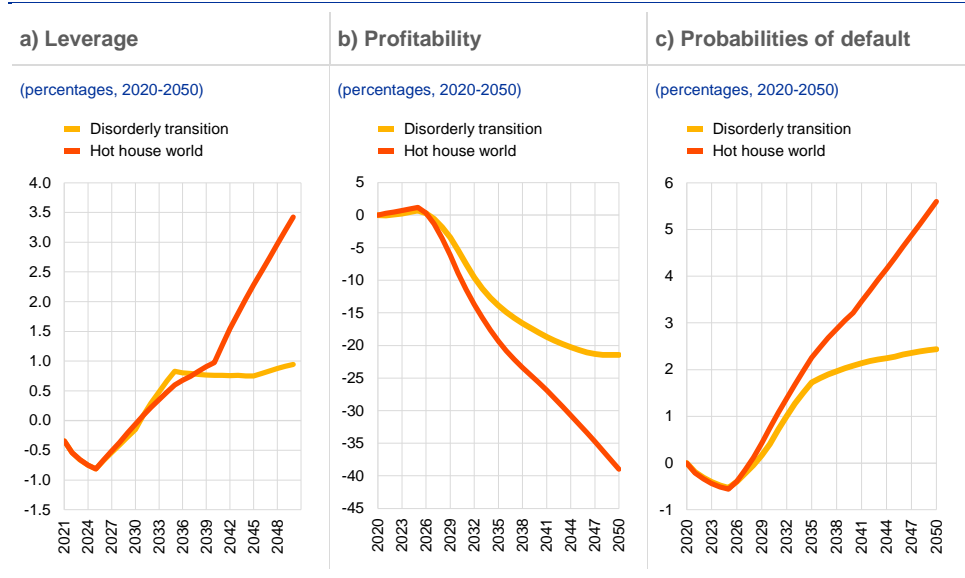 a) Leverage
(percentages, 2020-2050)
Disorderly transition
Hot house world
4.0
3.5
3.0
2.5
2.0
1.5
1.0
0.5
0.0
-0.5
-1.0
-1.5
2021 2024 2027 2030 2033 2036 2039 2042 2045 2048
b) Profitability
(percentages, 2020-2050)
Disorderly transition
Hot house world
5
0
-5
-10
-15
-20
-25
-30
-35
-40
-45
2020 2023 2026 2029 2032 2035 2038 2041 2044 2047 2050
c) Probabilities of default
(percentages, 2020-2050)
Disorderly transition
Hot house world
6
5
4
3
2
1
0
-1
2020 2023 2026 2029 2032 2035 2038 2041 2044 2047 2050